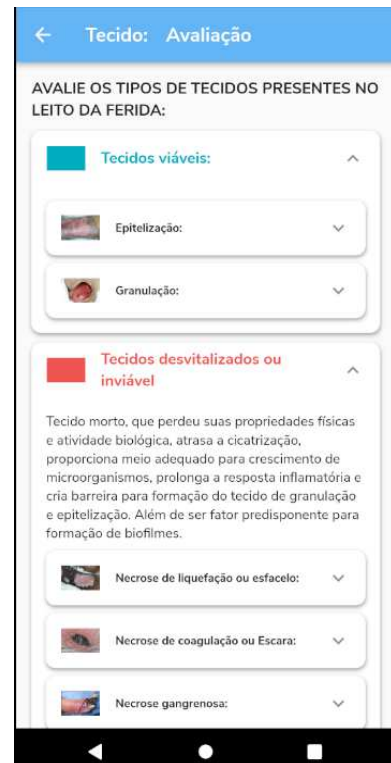 Tecido: Avaliação
AVALIE OS TIPOS DE TECIDOS PRESENTES NO
LEITO DA FERIDA:
Tecidos viáveis:
Epitelização:
Granulação:
Tecidos desvitalizados ou
inviável
Tecido morto, que perdeu suas propriedades físicas
e atividade biológica, atrasa a cicatrização,
proporciona meio adequado para crescimento de
microorganismos, prolonga a resposta inflamatória e
cria barreira para formação do tecido de granulação
e epitelização. Além de ser fator predisponente para
formação de biofilmes.
Necrose de liquefação ou esfacelo:
Necrose de coagulação ou Escara:
Necrose gangrenosa: